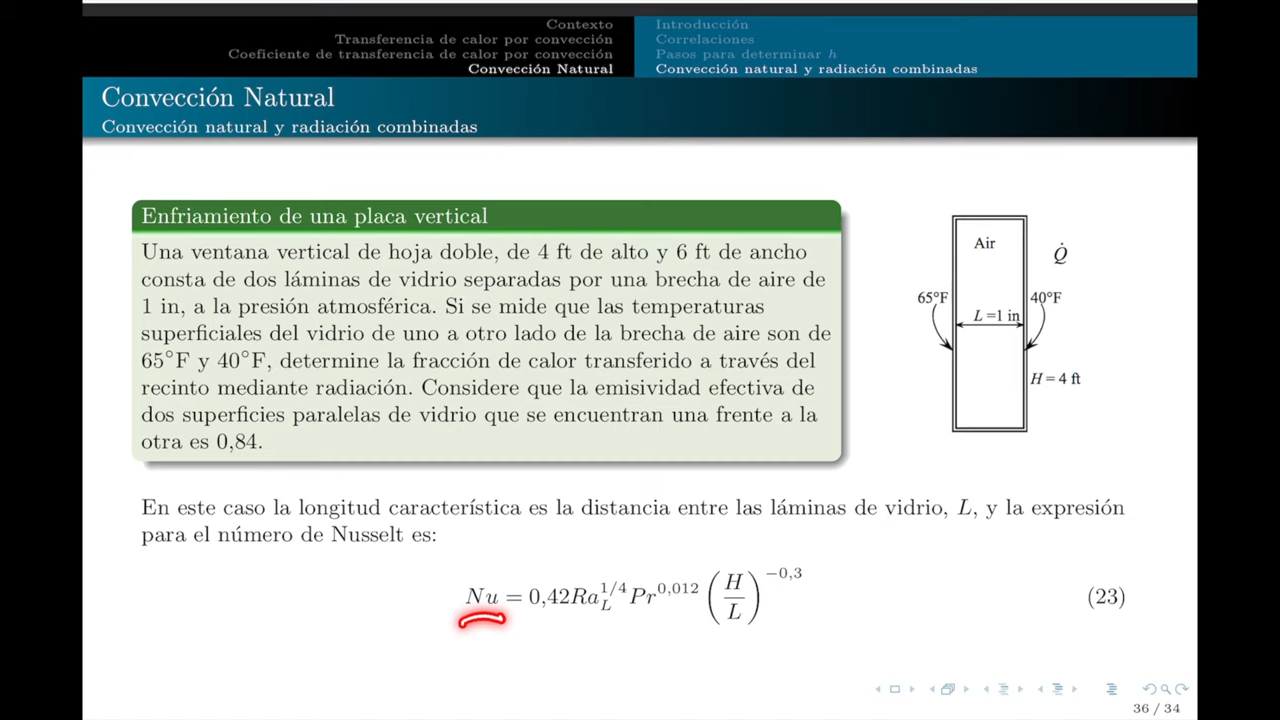 Contexto
Transferencia de calor por convección
Coeficiente de transferencia de calor por convección
Convección Natural
Introducción
Correlaciones
Pasos para determinar h
Convección natural y radiación combinadas
Convección Natural
Convección natural y radiación combinadas
Enfriamiento de una placa vertical
Una ventana vertical de hoja doble, de 4 ft de alto y 6 ft de ancho
consta de dos láminas de vidrio separadas por una brecha de aire de
1 in, a la presión atmosférica. Si se mide que las temperaturas
superficiales del vidrio de uno a otro lado de la brecha de aire son de
65°F y 40°F, determine la fracción de calor transferido a través del
recinto mediante radiación. Considere que la emisividad efectiva de
dos superficies paralelas de vidrio que se encuentran una frente a la
otra es 0,84.
Air
Q̇
65°F
40°F
L =1 in
H = 4 ft
En este caso la longitud característica es la distancia entre las láminas de vidrio, L, y la expresión
para el número de Nusselt es:
Nu = 0,42Ra_L^{1/4} Pr^{0,012} (H/L)^{-0,3} (23)
36 / 34